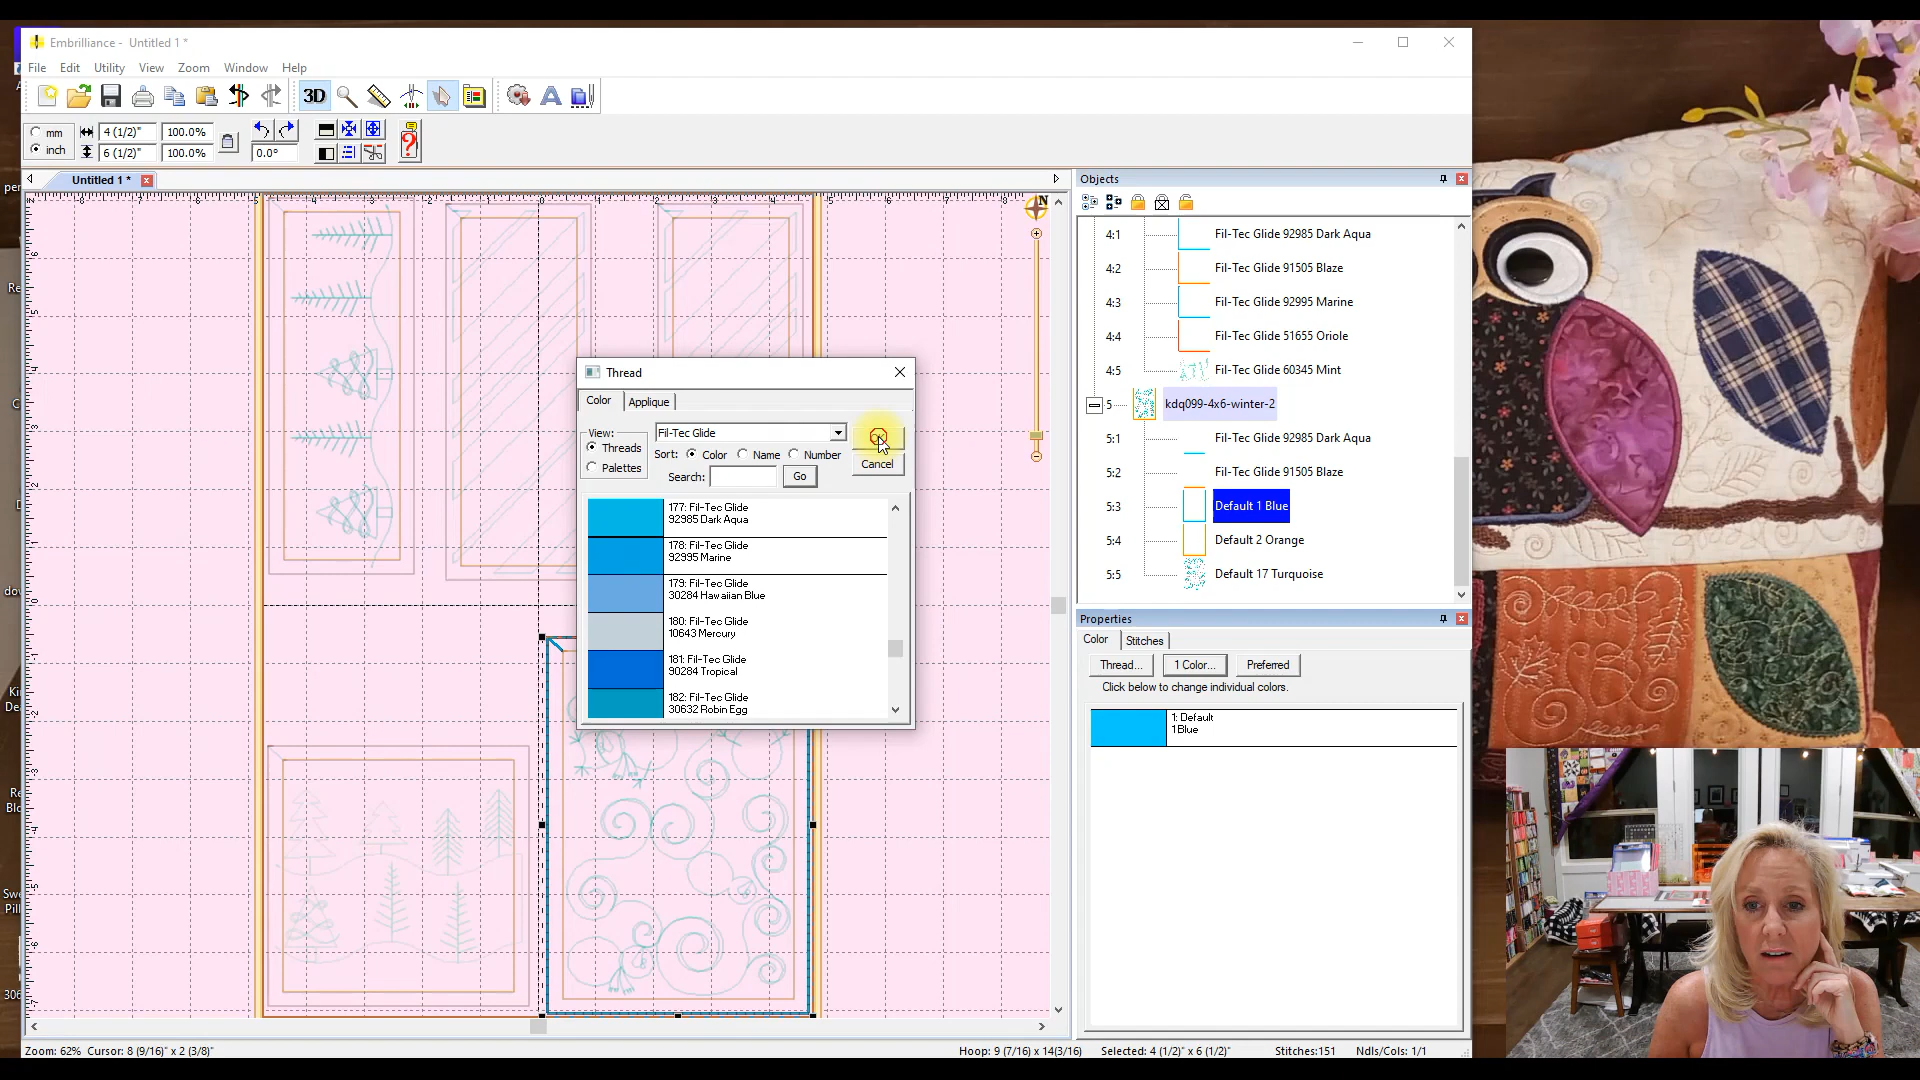 Embrilliance - Untitled 1 *
File Edit Utility View Zoom Window Help
3D
mm 4 (1/2)" 100.0%
inch 6 (1/2)" 100.0% 0.0°
Untitled 1 *
Objects
N
4:1 Fil-Tec Glide 92985 Dark Aqua
4:2 Fil-Tec Glide 91505 Blaze
4:3 Fil-Tec Glide 92995 Marine
4:4 Fil-Tec Glide 51655 Oriole
4:5 Fil-Tec Glide 60345 Mint
5 kdq099-4x6-winter-2
5:1 Fil-Tec Glide 92985 Dark Aqua
5:2 Fil-Tec Glide 91505 Blaze
5:3 Default 1 Blue
5:4 Default 2 Orange
5:5 Default 17 Turquoise
Thread
Color Applique
View:
Threads
Palettes
Fil-Tec Glide
Sort: Color Name Number
Search: Go
Cancel
177: Fil-Tec Glide
92985 Dark Aqua
178: Fil-Tec Glide
92995 Marine
179: Fil-Tec Glide
30284 Hawaiian Blue
180: Fil-Tec Glide
10643 Mercury
181: Fil-Tec Glide
90284 Tropical
182: Fil-Tec Glide
30632 Robin Egg
Properties
Color Stitches
Thread... 1 Color... Preferred
Click below to change individual colors.
1: Default
1 Blue
Zoom: 62% Cursor: 8 (9/16)" x 2 (3/8)" Hoop: 9 (7/16) x 14(3/16) Selected: 4 (1/2)" x 6 (1/2)" Stitches:151 Ndls/Cols: 1/1